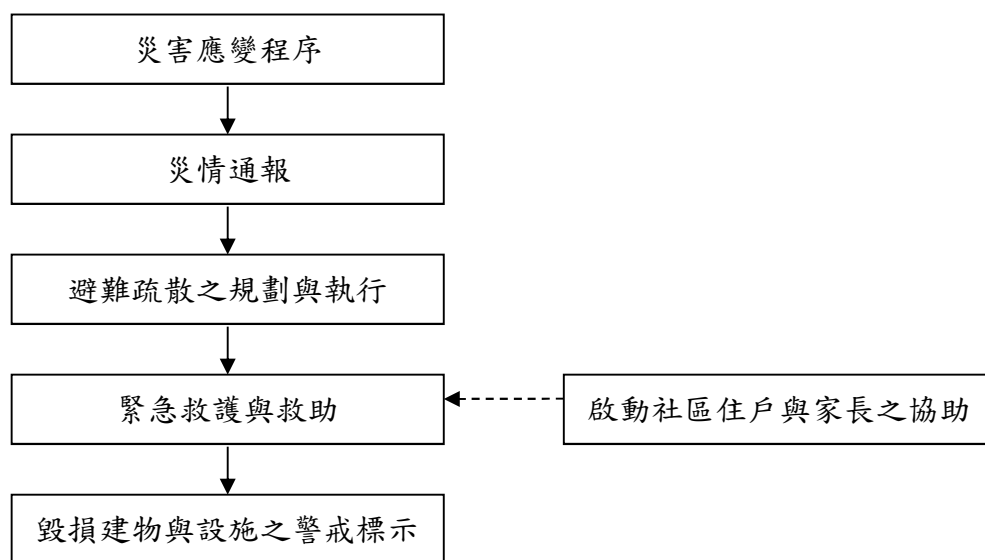 災害應變程序
災情通報
避難疏散之規劃與執行
緊急救護與救助
啟動社區住戶與家長之協助
毀損建物與設施之警戒標示